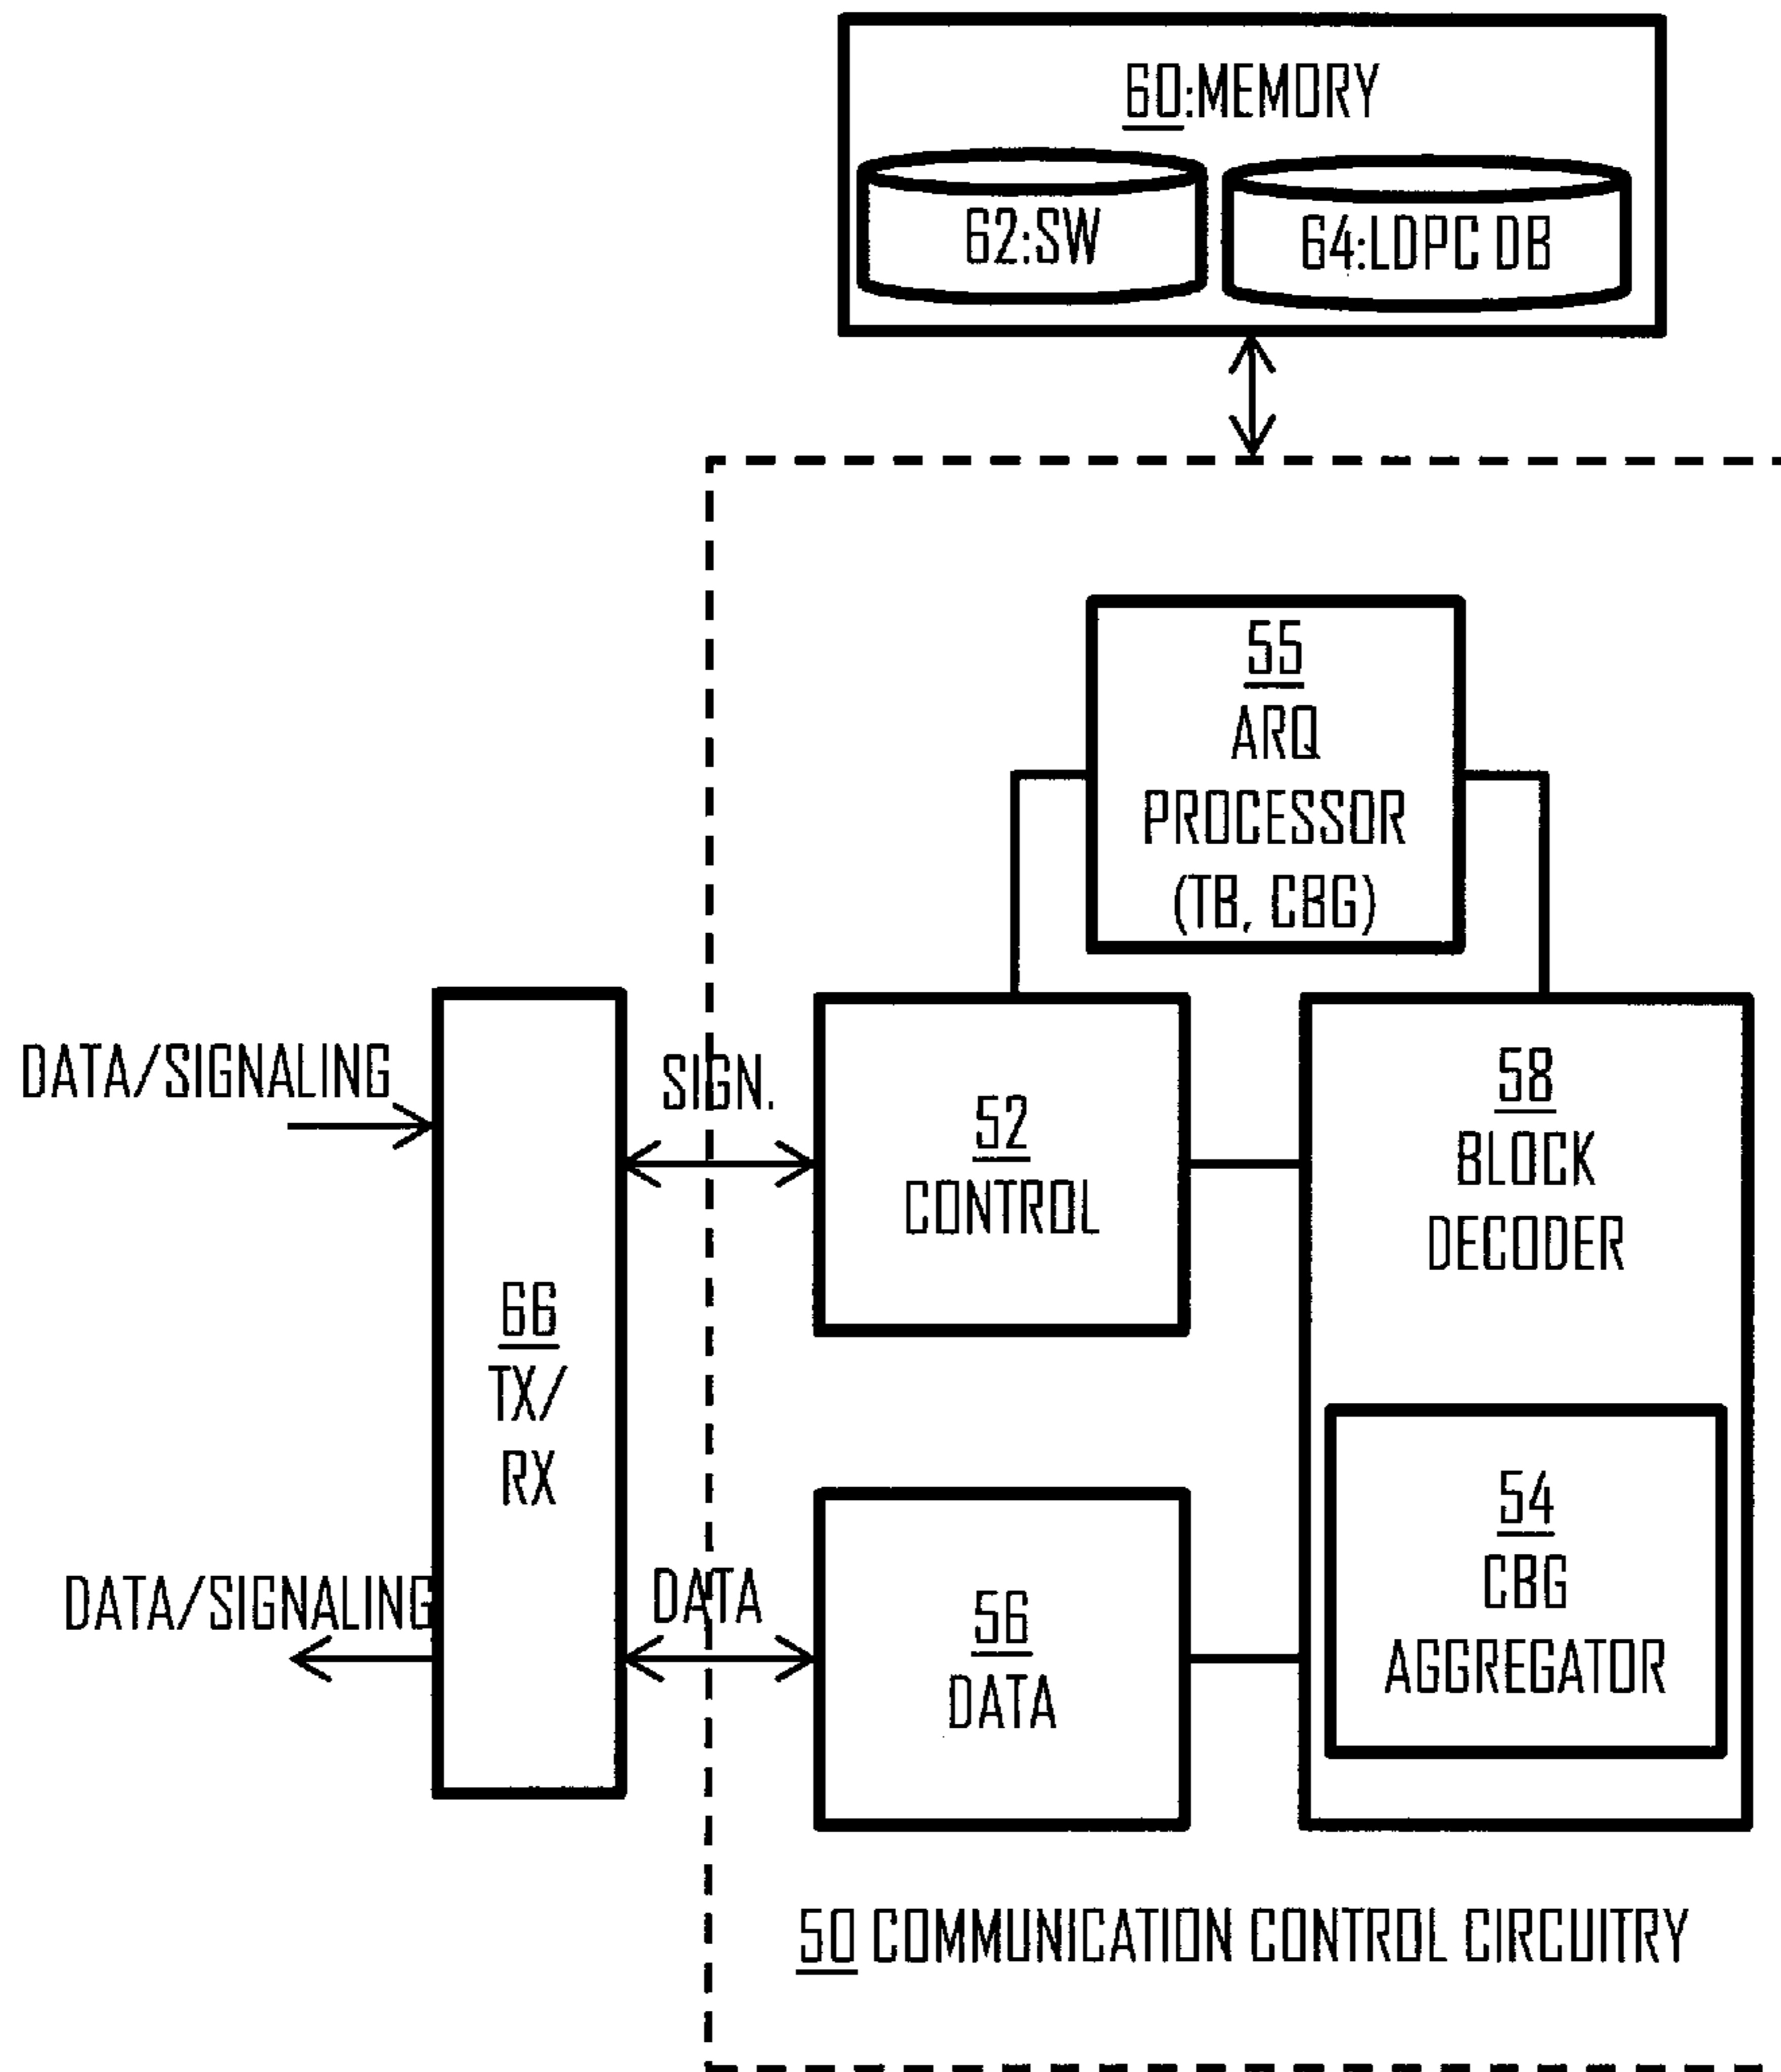 60:MEMORY
62:SW
64:LDPC DB
55
ARQ
PROCESSOR
(TB, CBG)
DATA/SIGNALING
SIGN.
52
CONTROL
58
BLOCK
DECODER
66
TX/
RX
DATA/SIGNALING
DATA
56
DATA
54
CBG
AGGREGATOR
50 COMMUNICATION CONTROL CIRCUITRY